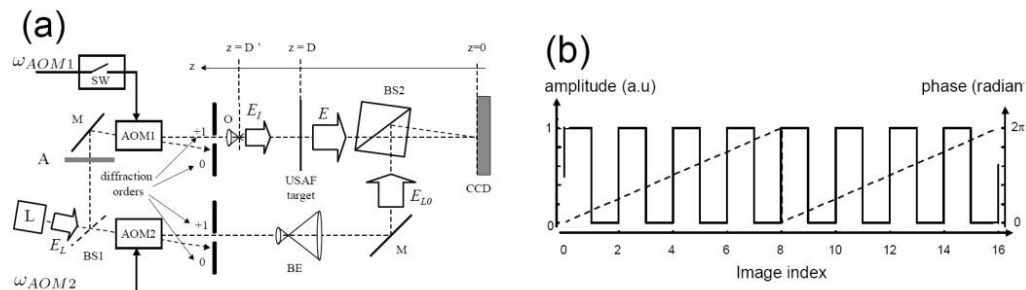 (a)
ω_AOM1
SW
z = D '
z = D
z=0
z
BS2
M
AOM1
+1
O
E_I
E
A
0
USAF
target
CCD
diffraction
orders
E_L0
L
E_L
+1
AOM2
BS1
0
BE
M
ω_AOM2
(b)
amplitude (a.u)
phase (radian
1
2π
0
0
0 2 4 6 8 10 12 14 16
Image index